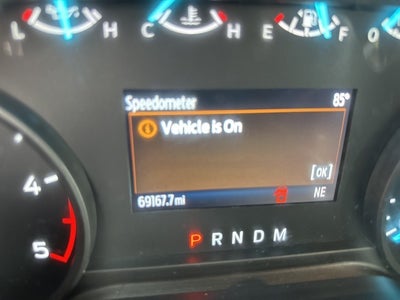 L H C H E F O
Speedometer 85°
Vehicle is On
[OK]
69167.7 mi NE
4
5
P R N D M